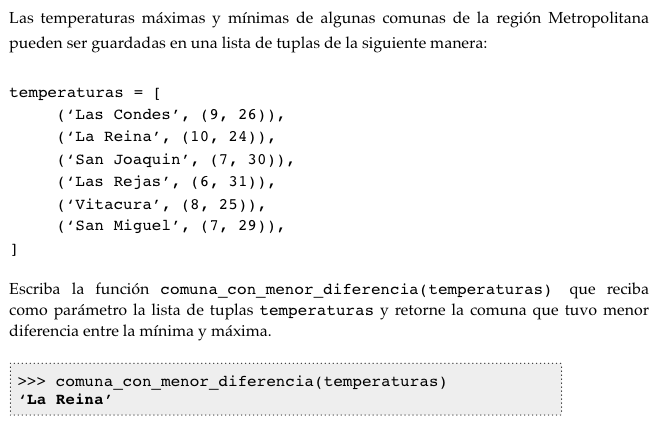 Las temperaturas máximas y mínimas de algunas comunas de la región Metropolitana
pueden ser guardadas en una lista de tuplas de la siguiente manera:
temperaturas = [
(‘Las Condes’, (9, 26)),
(‘La Reina’, (10, 24)),
(‘San Joaquin’, (7, 30)),
(‘Las Rejas’, (6, 31)),
(‘Vitacura’, (8, 25)),
(‘San Miguel’, (7, 29)),
]
Escriba la función comuna_con_menor_diferencia(temperaturas) que reciba
como parámetro la lista de tuplas temperaturas y retorne la comuna que tuvo menor
diferencia entre la mínima y máxima.
>>> comuna_con_menor_diferencia(temperaturas)
‘La Reina’